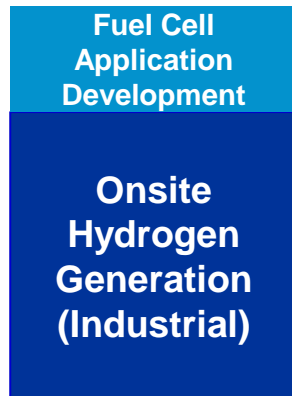 Fuel Cell
Application
Development
Onsite
Hydrogen
Generation
(Industrial)